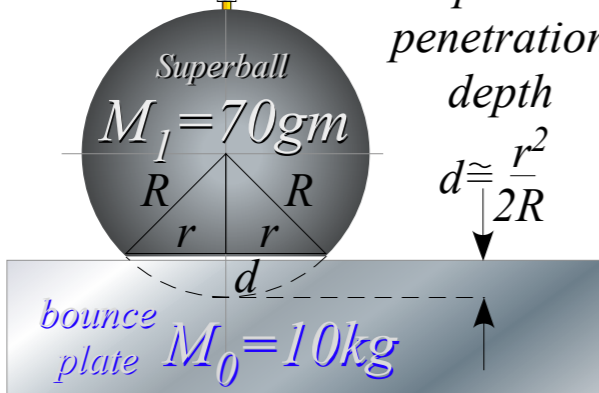 penetration
depth
d≅r²/2R
Superball
M₁=70gm
R R
r r
d
bounce
plate M₀=10kg